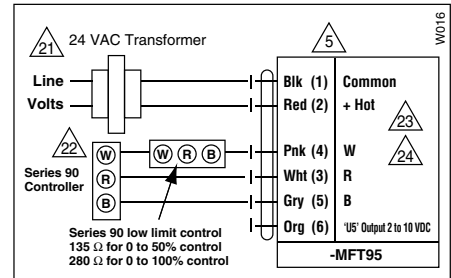 W016
21
24 VAC Transformer
5
Line
Volts
Blk (1) Common
Red (2) + Hot
23
22
24
W W R B Pnk (4) W
Series 90
Controller
R Wht (3) R
B Gry (5) B
Org (6) ‘U5’ Output 2 to 10 VDC
Series 90 low limit control
135 Ω for 0 to 50% control
280 Ω for 0 to 100% control
-MFT95